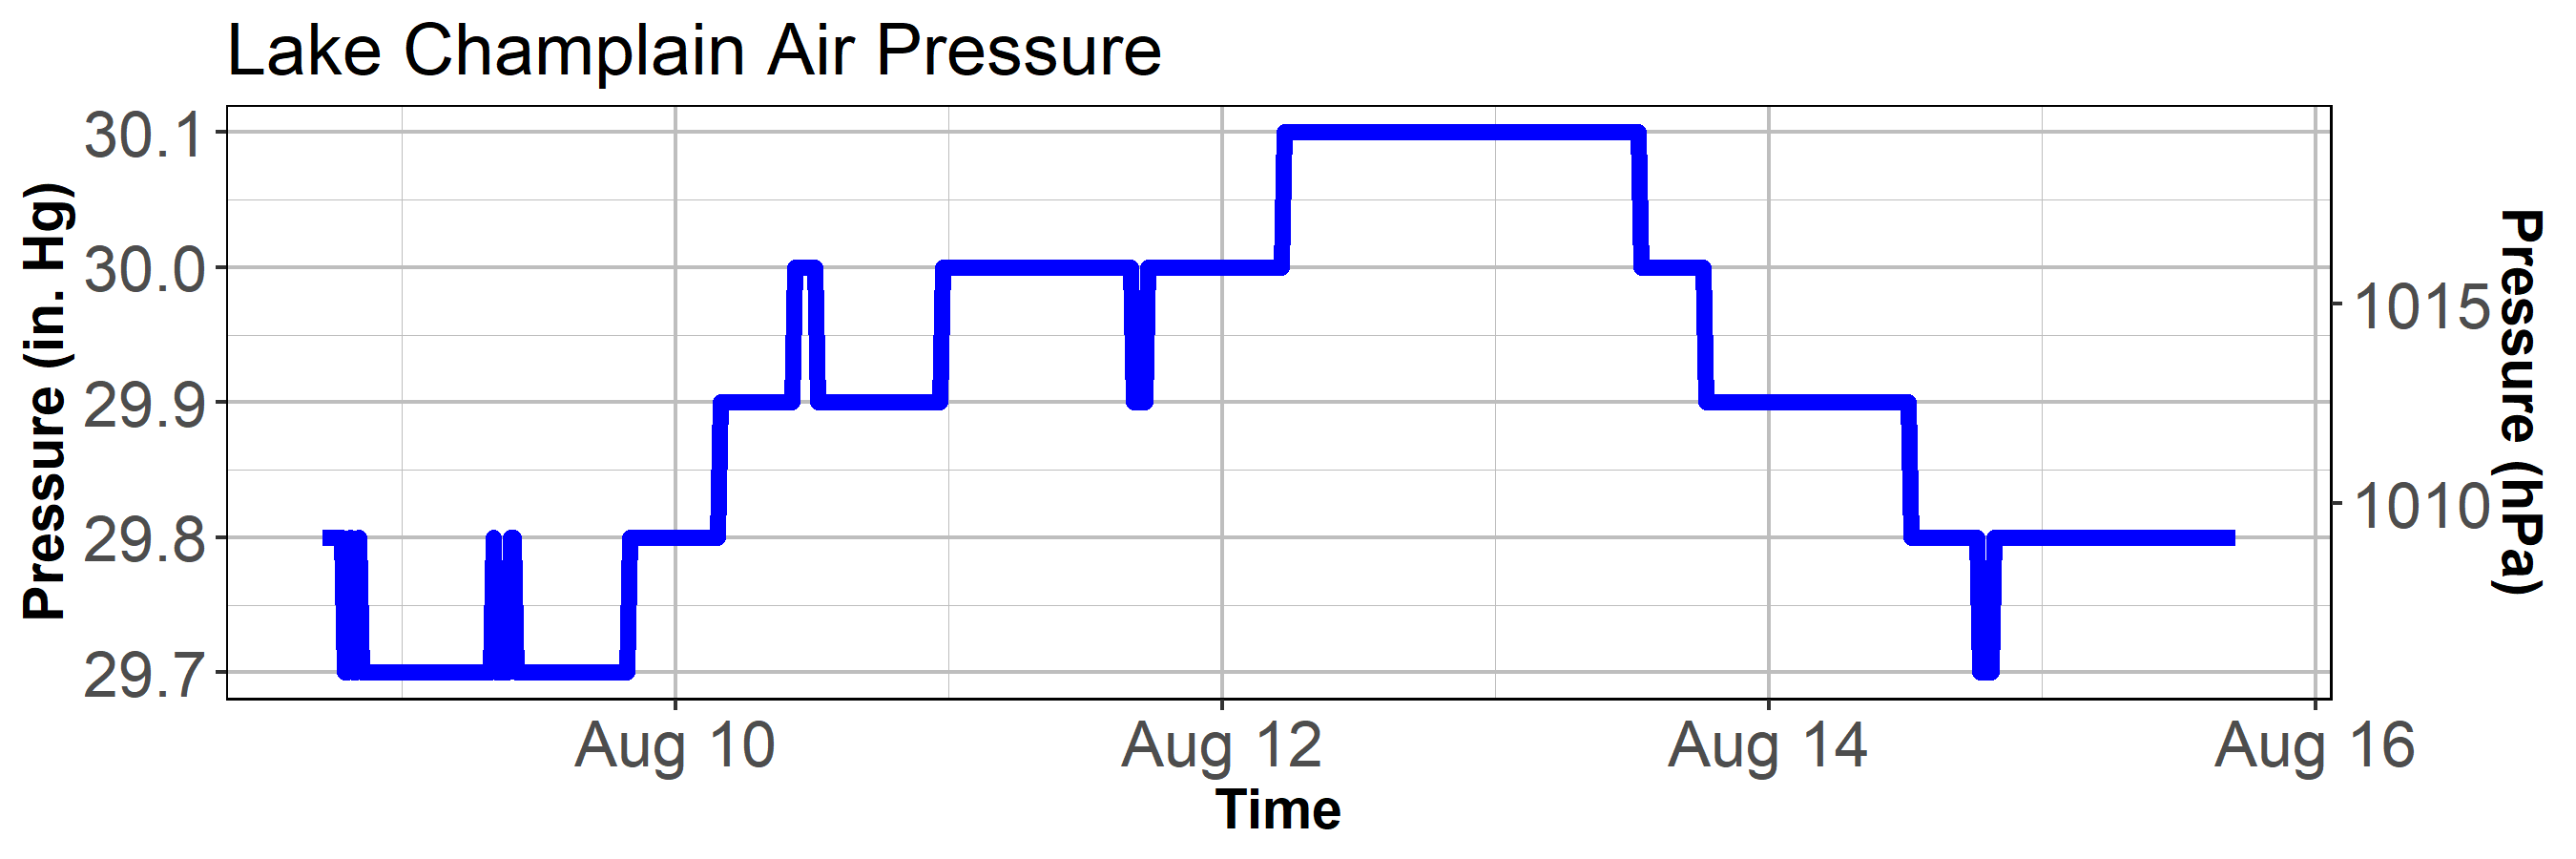 Lake Champlain Air Pressure
Pressure (in. Hg)
30.1
30.0
29.9
29.8
29.7
1015
1010
Pressure (hPa)
Aug 10
Aug 12
Aug 14
Aug 16
Time